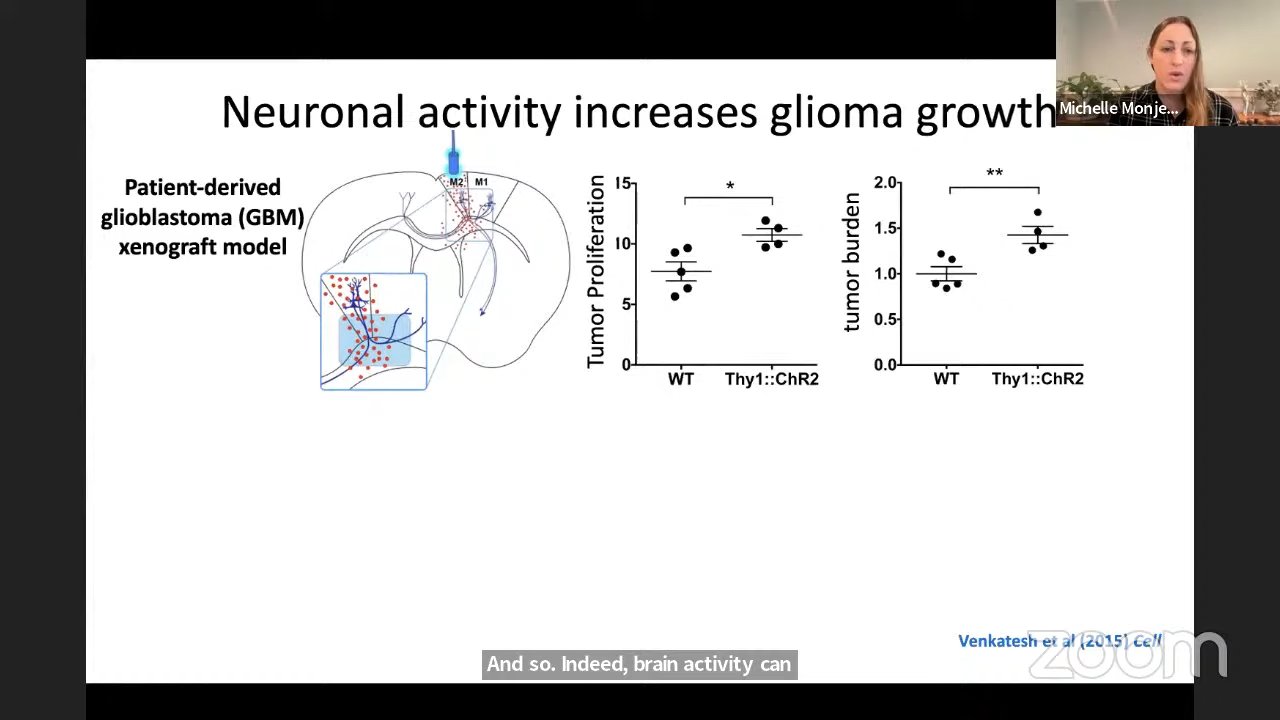 Neuronal activity increases glioma growth
Michelle Monje…
Patient-derived
glioblastoma (GBM)
xenograft model
M2
M1
Tumor Proliferation
15
10
5
0
*
WT
Thy1::ChR2
tumor burden
2.0
1.5
1.0
0.5
0.0
**
WT
Thy1::ChR2
Venkatesh et al (2015) Cell
zoom
And so. Indeed, brain activity can